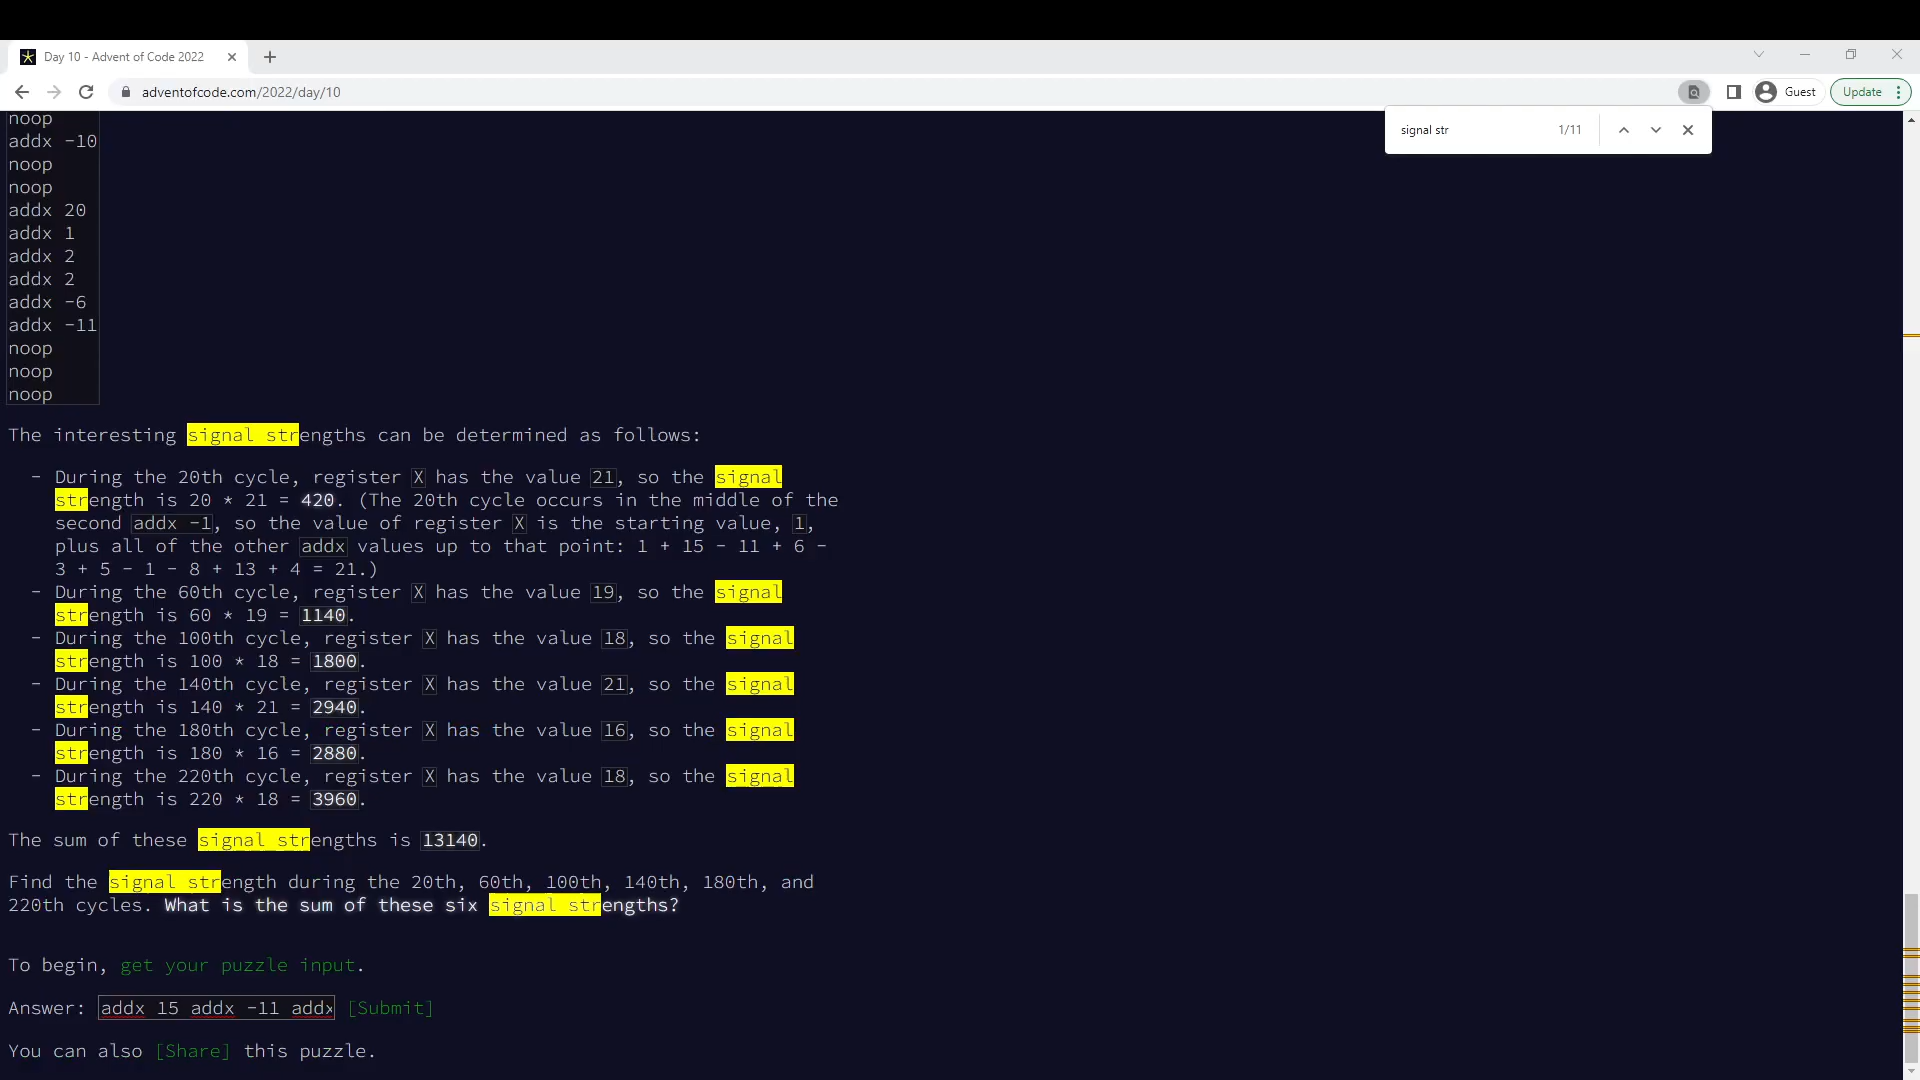 Day 10 - Advent of Code 2022
adventofcode.com/2022/day/10
Guest
Update
signal str
1/11
noop
addx -10
noop
noop
addx 20
addx 1
addx 2
addx 2
addx -6
addx -11
noop
noop
noop
The interesting signal strengths can be determined as follows:
- During the 20th cycle, register X has the value 21, so the signal
strength is 20 * 21 = 420. (The 20th cycle occurs in the middle of the
second addx -1, so the value of register X is the starting value, 1,
plus all of the other addx values up to that point: 1 + 15 - 11 + 6 -
3 + 5 - 1 - 8 + 13 + 4 = 21.)
- During the 60th cycle, register X has the value 19, so the signal
strength is 60 * 19 = 1140.
- During the 100th cycle, register X has the value 18, so the signal
strength is 100 * 18 = 1800.
- During the 140th cycle, register X has the value 21, so the signal
strength is 140 * 21 = 2940.
- During the 180th cycle, register X has the value 16, so the signal
strength is 180 * 16 = 2880.
- During the 220th cycle, register X has the value 18, so the signal
strength is 220 * 18 = 3960.
The sum of these signal strengths is 13140.
Find the signal strength during the 20th, 60th, 100th, 140th, 180th, and
220th cycles. What is the sum of these six signal strengths?
To begin, get your puzzle input.
Answer: addx 15 addx -11 addx [Submit]
You can also [Share] this puzzle.